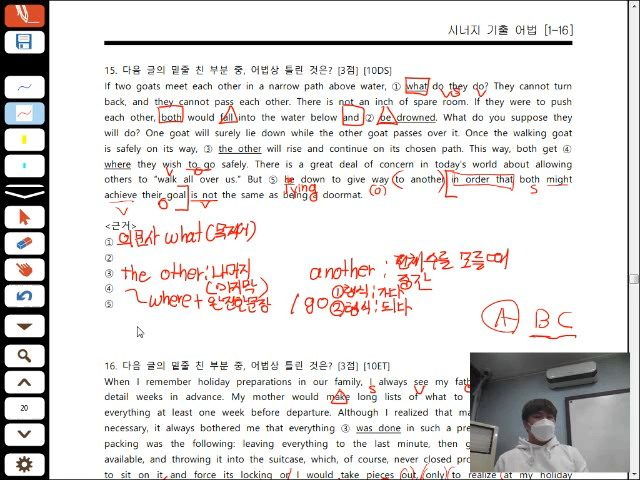 시너지 기출 어법 [1-16]
15. 다음 글의 밑줄 친 부분 중, 어법상 틀린 것은? [3점] [10DS]
If two goats meet each other in a narrow path above water, ① what do they do? They cannot turn
back, and they cannot pass each other. There is not an inch of spare room. If they were to push
each other, both would fall into the water below and ② be drowned. What do you suppose they
will do? One goat will surely lie down while the other goat passes over it. Once the walking goat
is safely on its way, ③ the other will rise and continue on its chosen path. This way, both get ④
where they wish to go safely. There is a great deal of concern in today's world about allowing
others to “walk all over us.” But ⑤ lie down to give way (to another) in order that both might
lying
(o)
S
achieve their goal is not the same as being a doormat.
V
O
V
<근거>
① 의문사 what (목적어)
②
③ the other : 나머지
another : 전체 수를 모를 때
④ (마지막)
중간
where + 완전한 문장
/ go
①형식 : 가다
⑤
②형식 : 되다
A BC
16. 다음 글의 밑줄 친 부분 중, 어법상 틀린 것은? [3점] [10ET]
When I remember holiday preparations in our family, I always see my
detail weeks in advance. My mother would make long lists of what to
everything at least one week before departure. Although I realized that
necessary, it always bothered me that everything ③ was done in such a
packing was the following: leaving everything to the last minute, then
available, and throwing it into the suitcase, which, of course, never closed
to sit on it and force its locking or I would take pieces out only to realize at my holiday
20